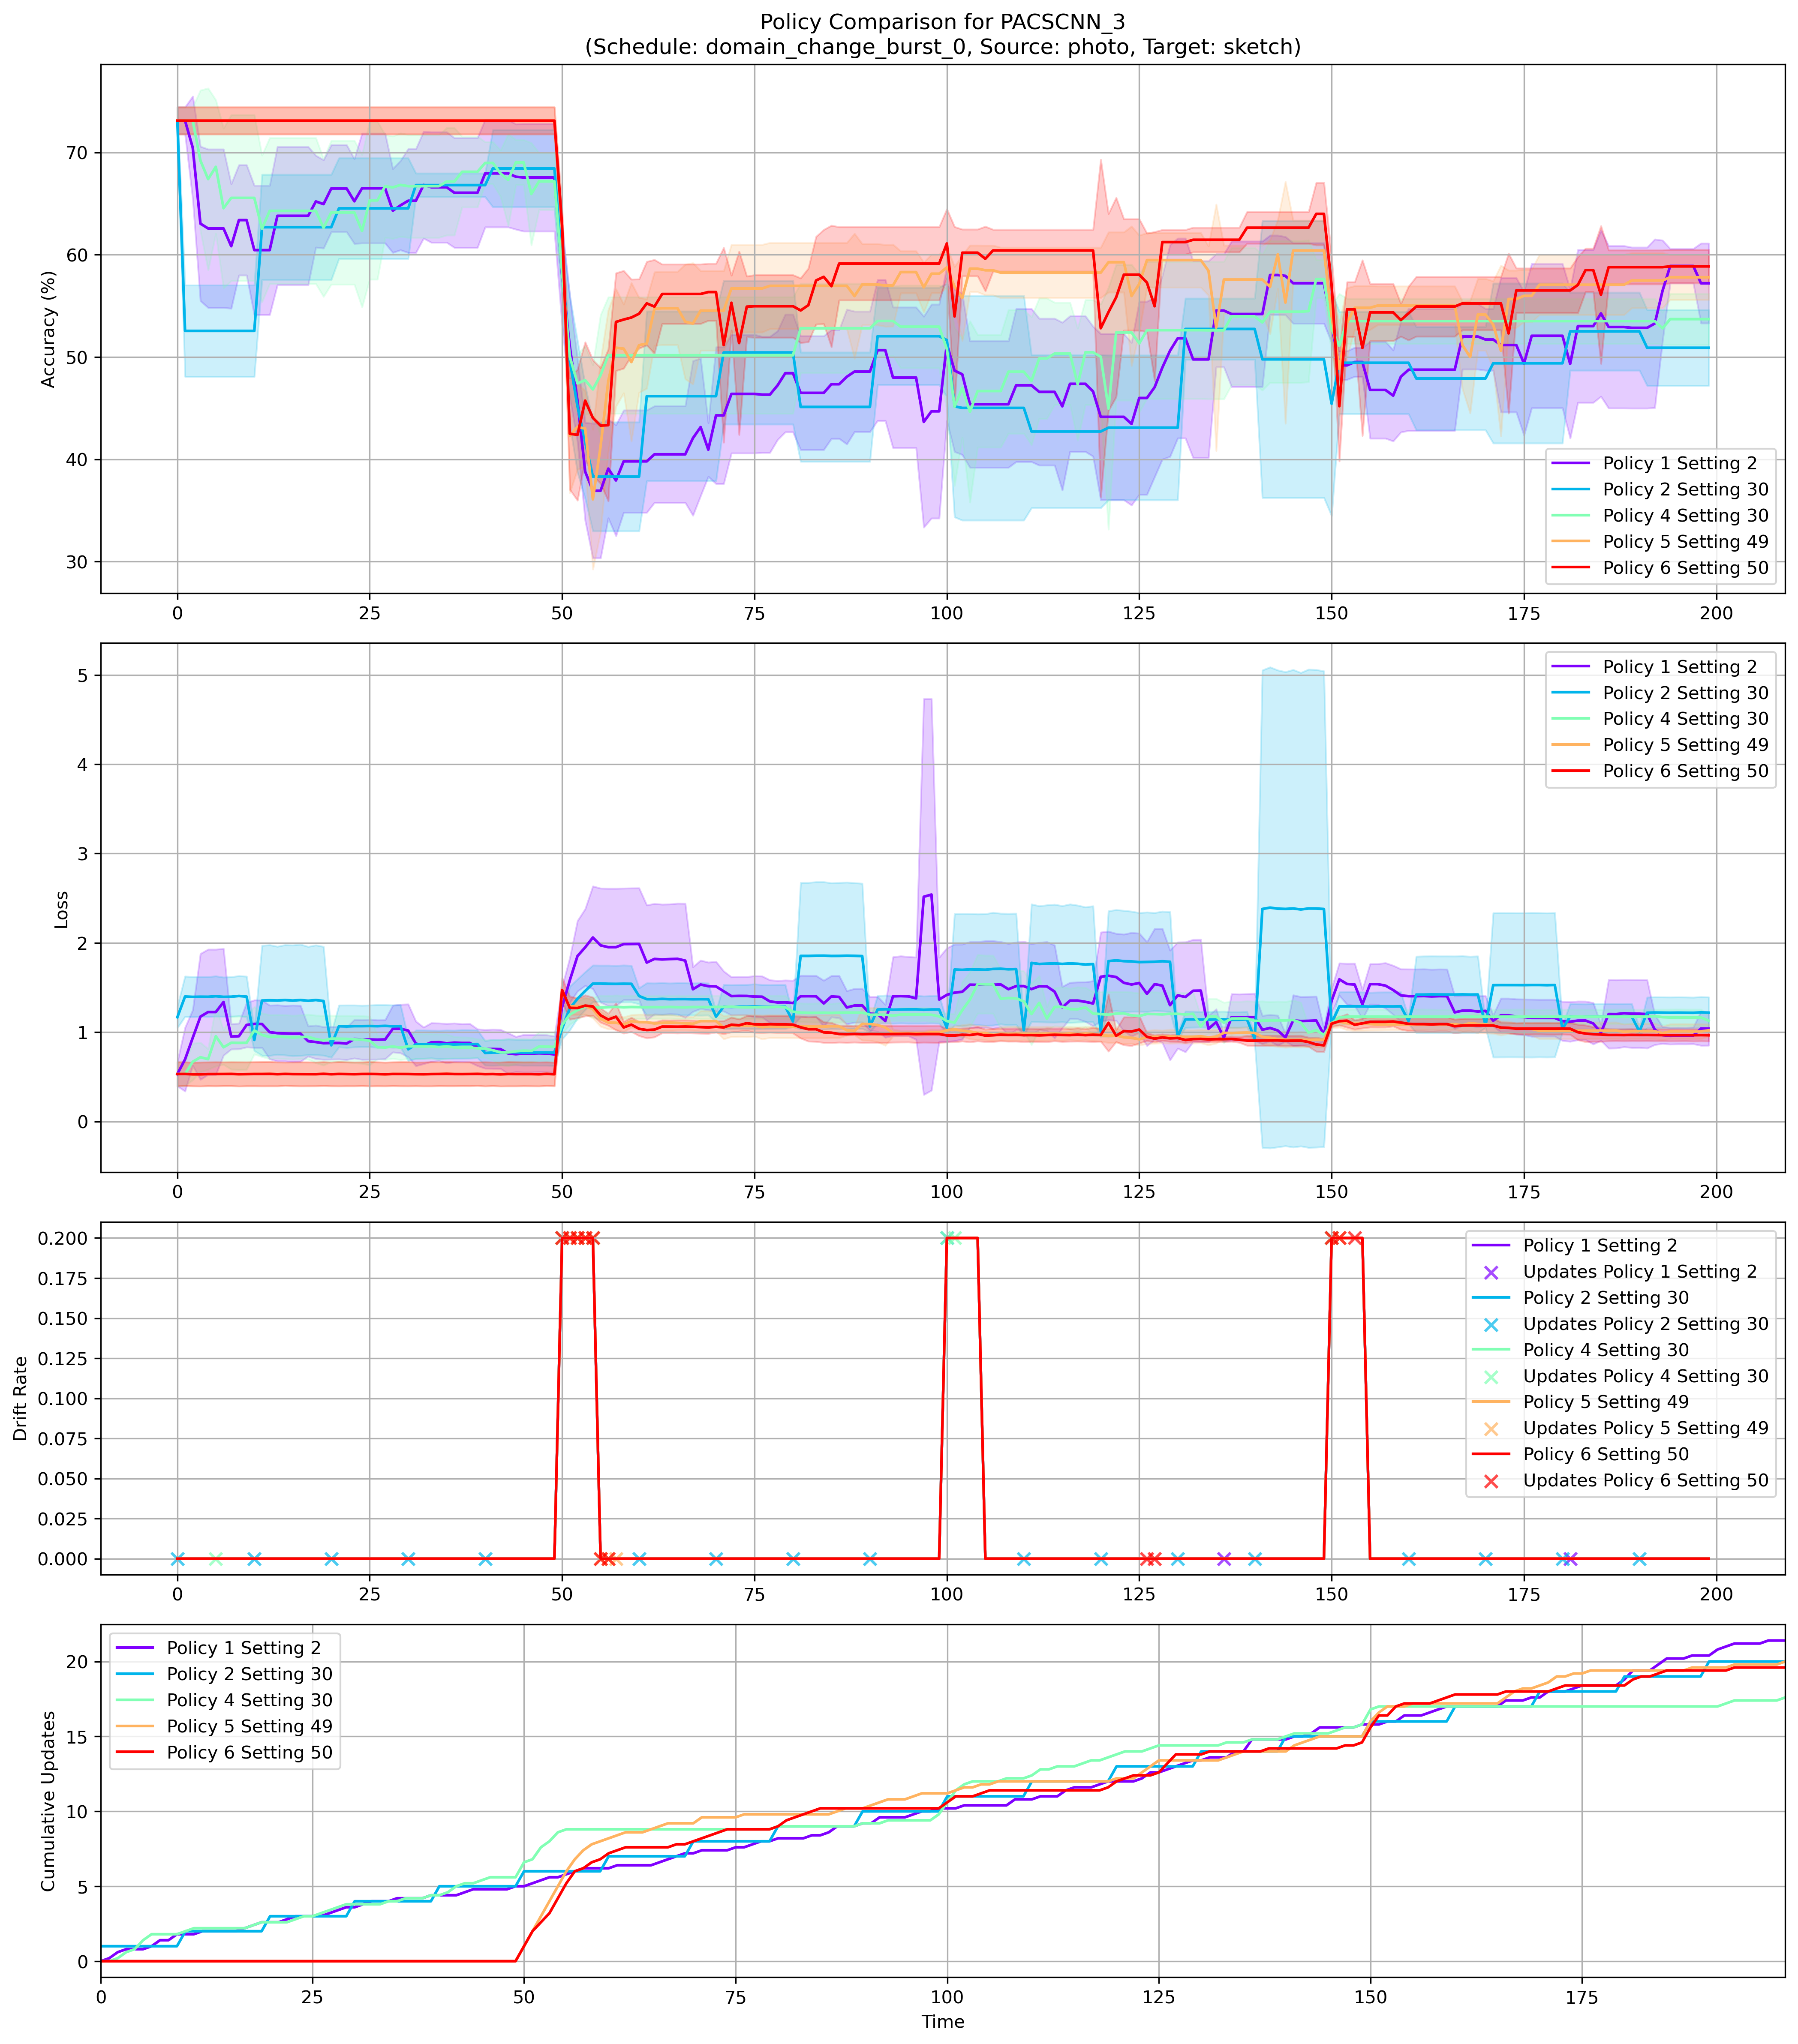 Policy Comparison for PACSCNN_3
(Schedule: domain_change_burst_0, Source: photo, Target: sketch)
Accuracy (%)
70
60
50
40
30
Policy 1 Setting 2
Policy 2 Setting 30
Policy 4 Setting 30
Policy 5 Setting 49
Policy 6 Setting 50
0 25 50 75 100 125 150 175 200
Loss
5
4
3
2
1
0
Policy 1 Setting 2
Policy 2 Setting 30
Policy 4 Setting 30
Policy 5 Setting 49
Policy 6 Setting 50
0 25 50 75 100 125 150 175 200
Drift Rate
0.200
0.175
0.150
0.125
0.100
0.075
0.050
0.025
0.000
Policy 1 Setting 2
Updates Policy 1 Setting 2
Policy 2 Setting 30
Updates Policy 2 Setting 30
Policy 4 Setting 30
Updates Policy 4 Setting 30
Policy 5 Setting 49
Updates Policy 5 Setting 49
Policy 6 Setting 50
Updates Policy 6 Setting 50
0 25 50 75 100 125 150 175 200
Cumulative Updates
20
15
10
5
0
Policy 1 Setting 2
Policy 2 Setting 30
Policy 4 Setting 30
Policy 5 Setting 49
Policy 6 Setting 50
0 25 50 75 100 125 150 175
Time